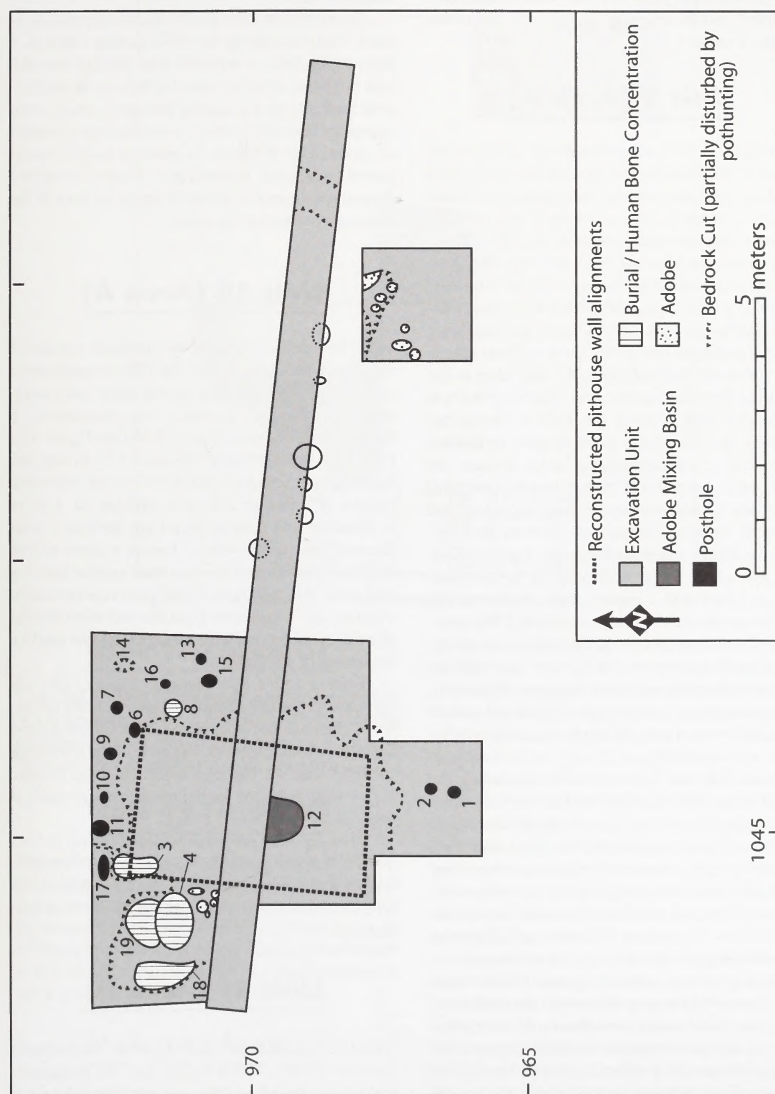 17
11
10
9
7
14
6
16
13
15
3
4
8
19
18
970
12
2
1
965
1045
Reconstructed pithouse wall alignments
Excavation Unit
Burial / Human Bone Concentration
Adobe Mixing Basin
Adobe
Posthole
Bedrock Cut (partially disturbed by
pothunting)
N
0
5 meters